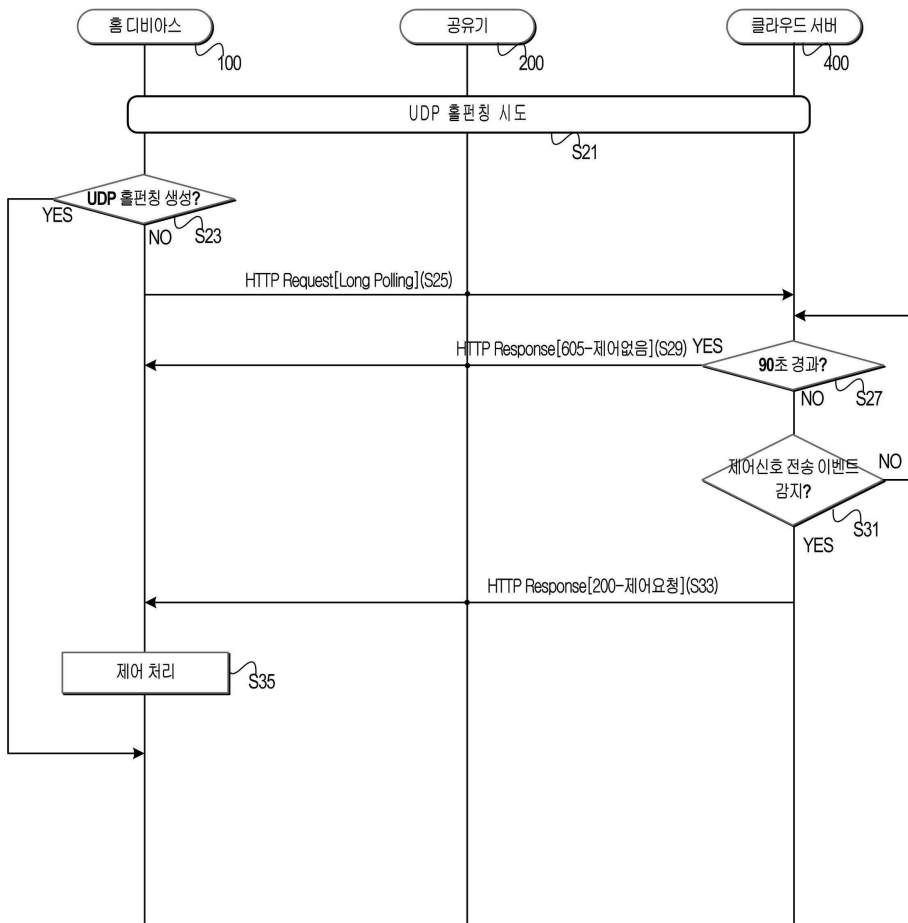 홈 디비아스
공유기
클라우드 서버
100
200
400
UDP 홀펀칭 시도
S21
UDP 홀펀칭 생성?
YES
NO
S23
HTTP Request[Long Polling](S25)
HTTP Response[605-제어없음](S29)
YES
90초 경과?
NO
S27
제어신호 전송 이벤트
감지?
NO
S31
YES
HTTP Response[200-제어요청](S33)
제어 처리
S35